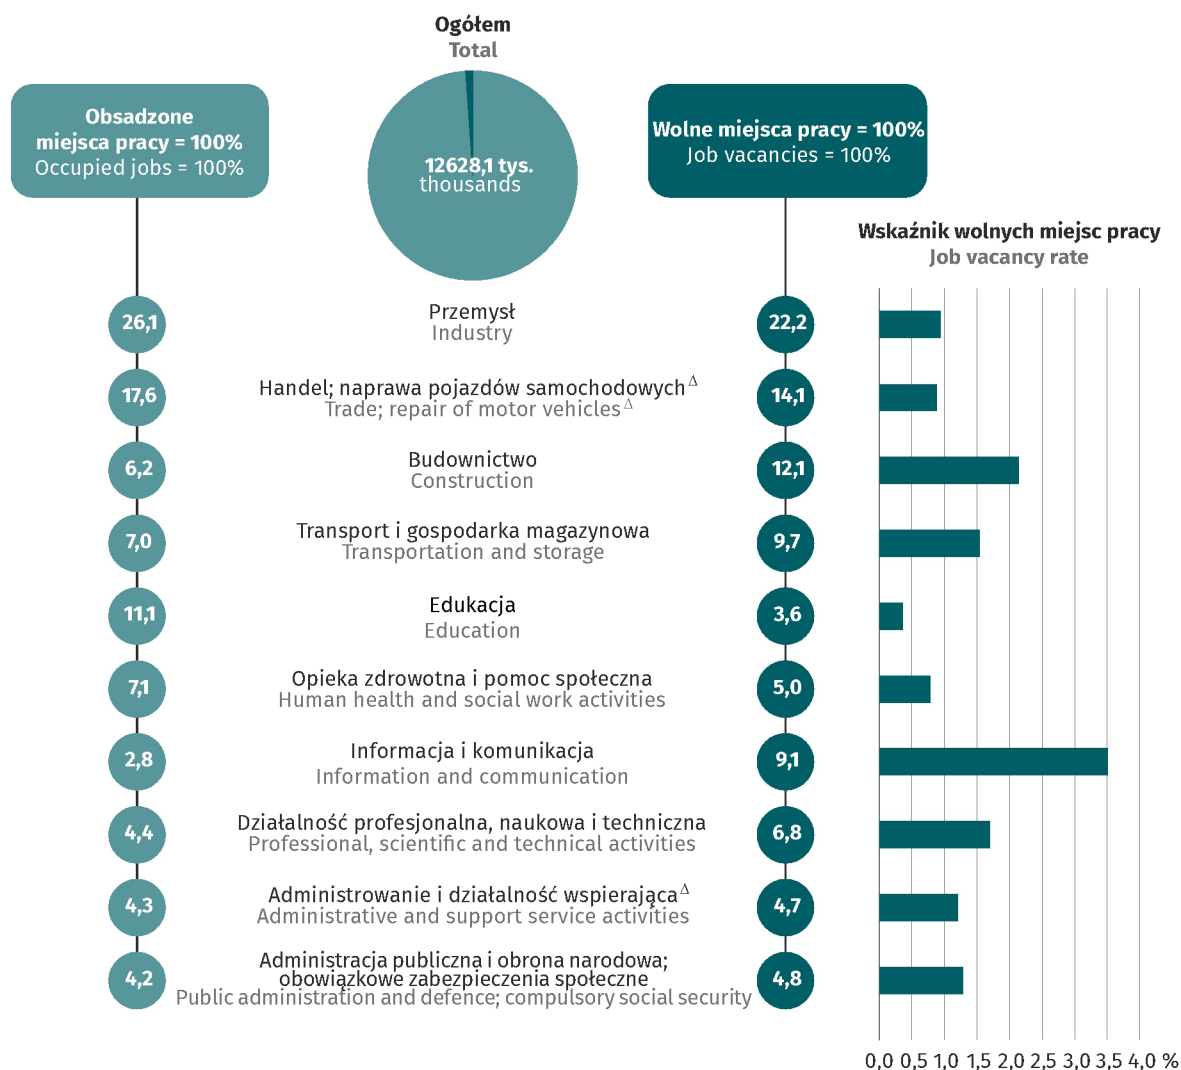 Ogółem
Total
Obsadzone
miejsca pracy = 100%
Occupied jobs = 100%
12628,1 tys.
thousands
Wolne miejsca pracy = 100%
Job vacancies = 100%
Wskaźnik wolnych miejsc pracy
Job vacancy rate
26,1
Przemysł
Industry
22,2
17,6
Handel; naprawa pojazdów samochodowych Δ
Trade; repair of motor vehicles Δ
14,1
6,2
Budownictwo
Construction
12,1
7,0
Transport i gospodarka magazynowa
Transportation and storage
9,7
11,1
Edukacja
Education
3,6
7,1
Opieka zdrowotna i pomoc społeczna
Human health and social work activities
5,0
2,8
Informacja i komunikacja
Information and communication
9,1
4,4
Działalność profesjonalna, naukowa i techniczna
Professional, scientific and technical activities
6,8
4,3
Administrowanie i działalność wspierająca Δ
Administrative and support service activities
4,7
4,2
Administracja publiczna i obrona narodowa;
obowiązkowe zabezpieczenia społeczne
Public administration and defence; compulsory social security
4,8
0,0 0,5 1,0 1,5 2,0 2,5 3,0 3,5 4,0 %